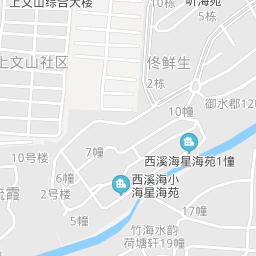 上文山综合大楼
10栋
听海苑
上文山社区
佟鲜生
2栋
御水郡12
10幢
7幢
10号楼
西溪海星海苑1幢
6幢
西溪海小
海星海苑
2号楼
流霞
5幢
17幢
竹海水韵
荷塘轩19幢